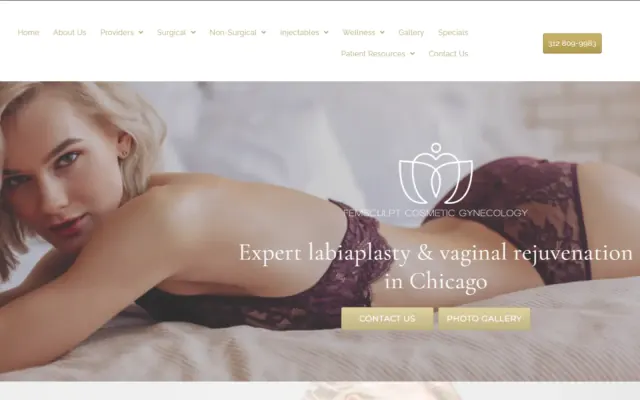 Home About Us Providers Surgical Non-Surgical Injectables Wellness Gallery Specials
Patient Resources Contact Us
312 609-9983
FEMSCULPT COSMETIC GYNECOLOGY
Expert labiaplasty & vaginal rejuvenation
in Chicago
CONTACT US PHOTO GALLERY